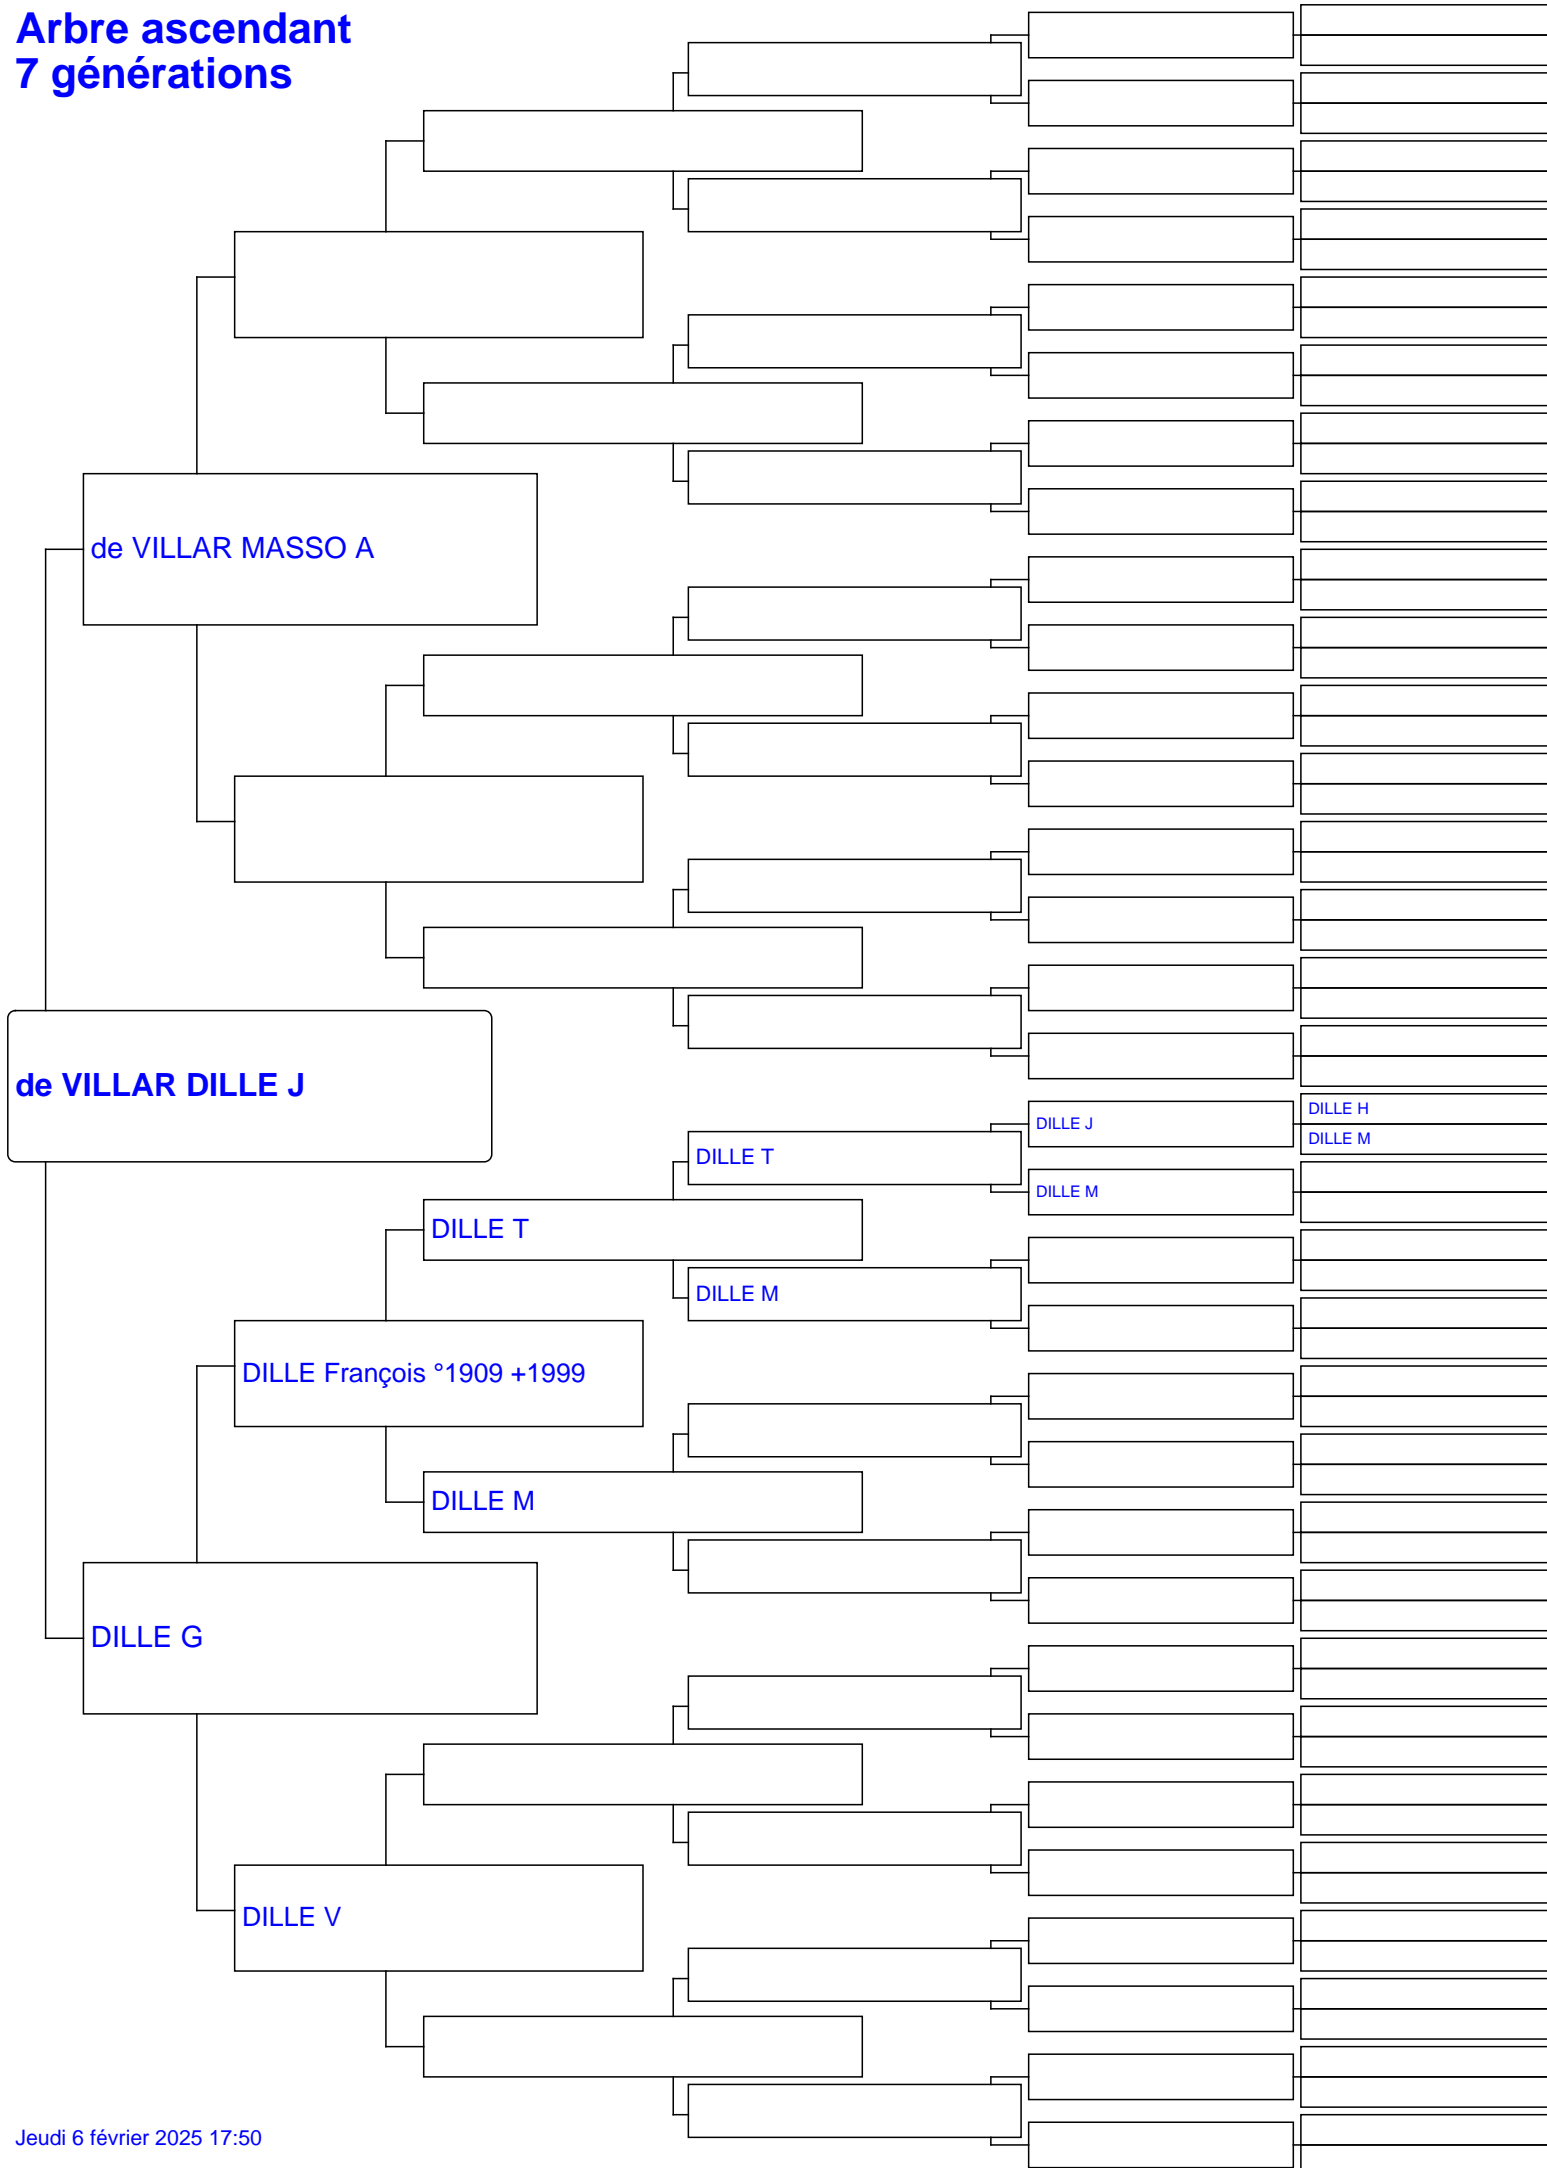 Arbre ascendant
7 générations
de VILLAR MASSO A
de VILLAR DILLE J
DILLE H
DILLE J
DILLE M
DILLE T
DILLE M
DILLE T
DILLE M
DILLE François °1909 +1999
DILLE M
DILLE G
DILLE V
Jeudi 6 février 2025 17:50